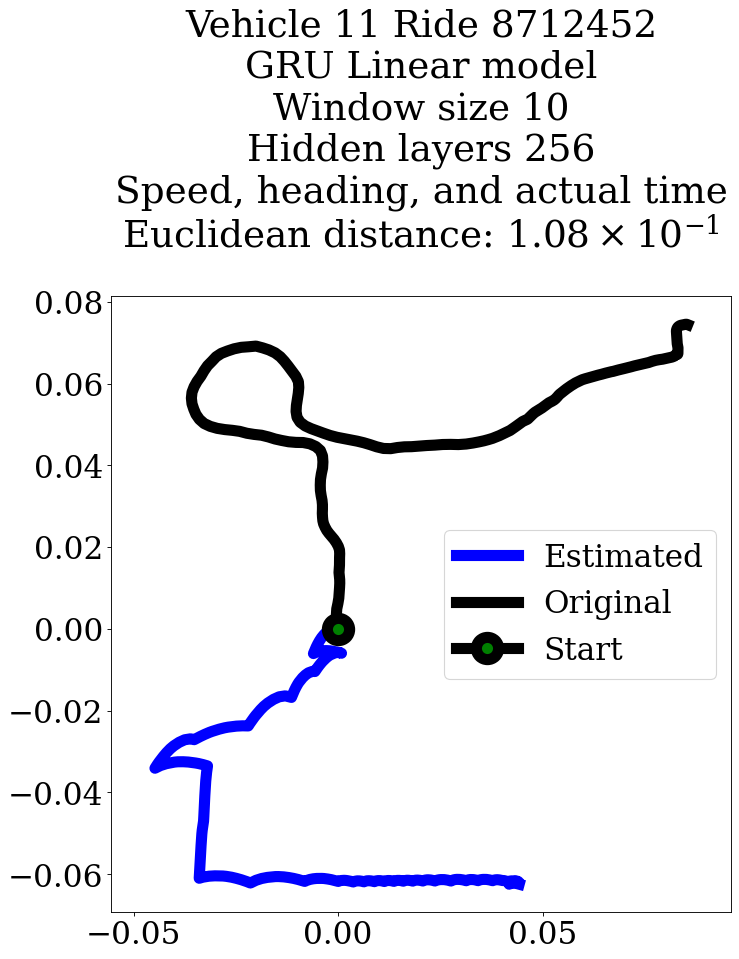 Vehicle 11 Ride 8712452
GRU Linear model
Window size 10
Hidden layers 256
Speed, heading, and actual time
Euclidean distance: 1.08 × 10⁻¹
0.08
0.06
0.04
0.02
0.00
−0.02
−0.04
−0.06
Estimated
Original
Start
−0.05
0.00
0.05